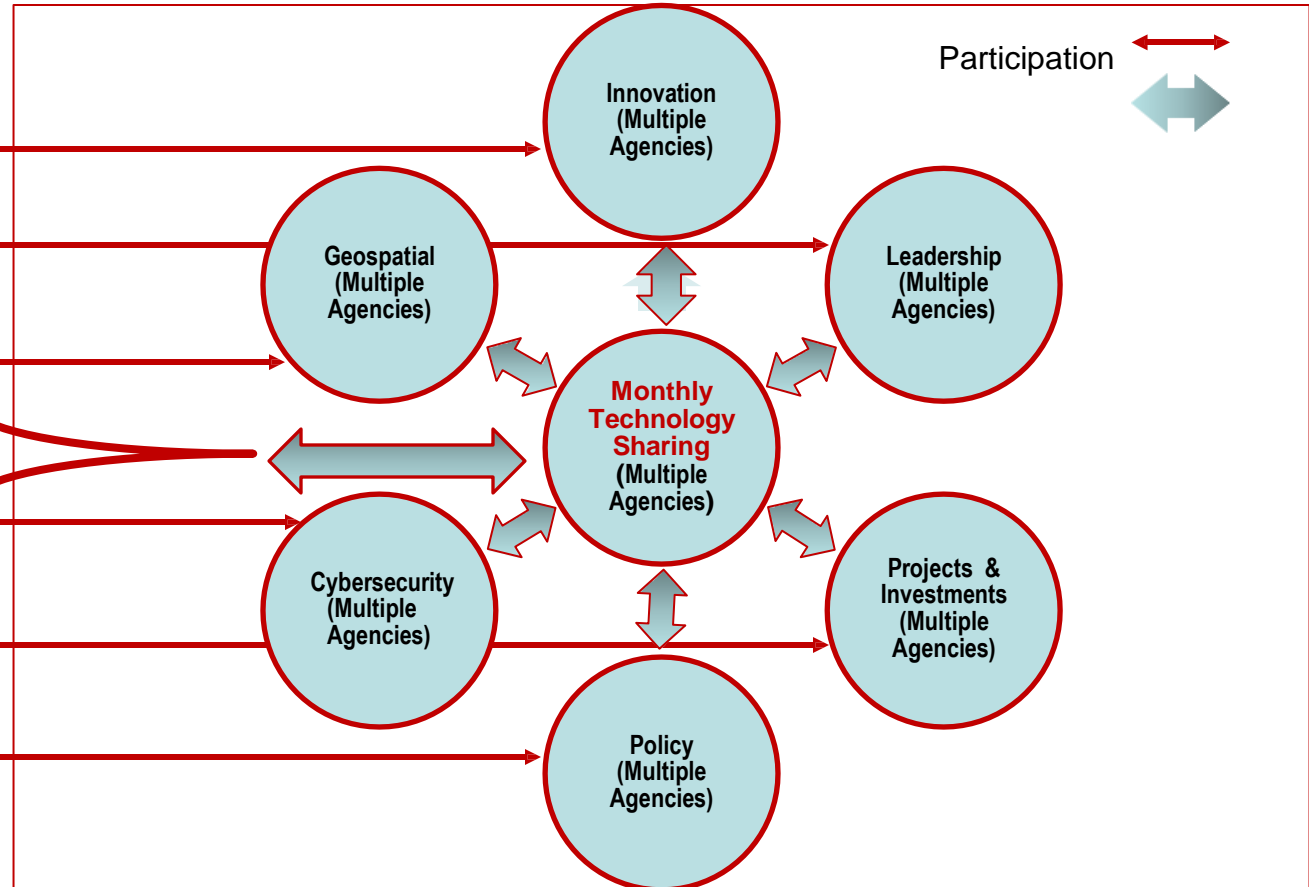 Participation
Innovation
(Multiple
Agencies)
Geospatial
(Multiple
Agencies)
Leadership
(Multiple
Agencies)
Monthly
Technology
Sharing
(Multiple
Agencies)
Cybersecurity
(Multiple
Agencies)
Projects & 
Investments
(Multiple
Agencies)
Policy
(Multiple
Agencies)